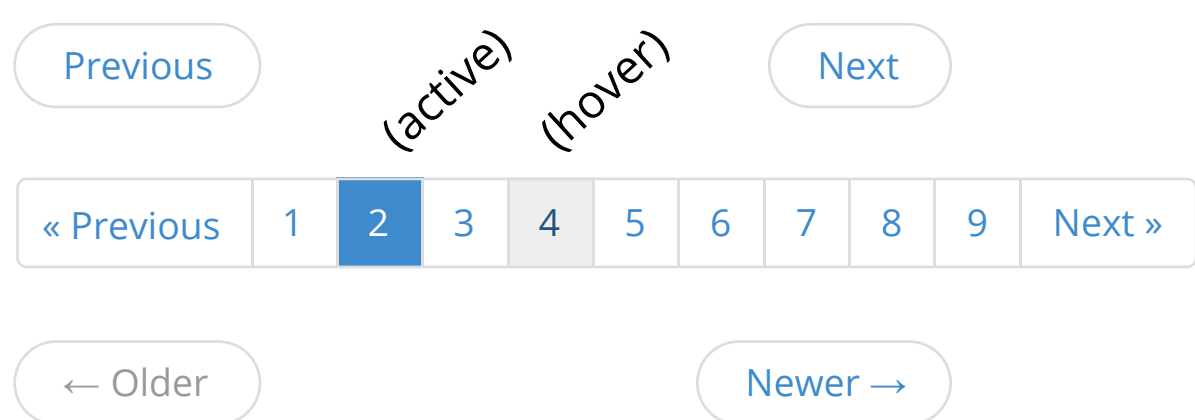 Previous (active) (hover) Next
« Previous 1 2 3 4 5 6 7 8 9 Next »
← Older Newer →